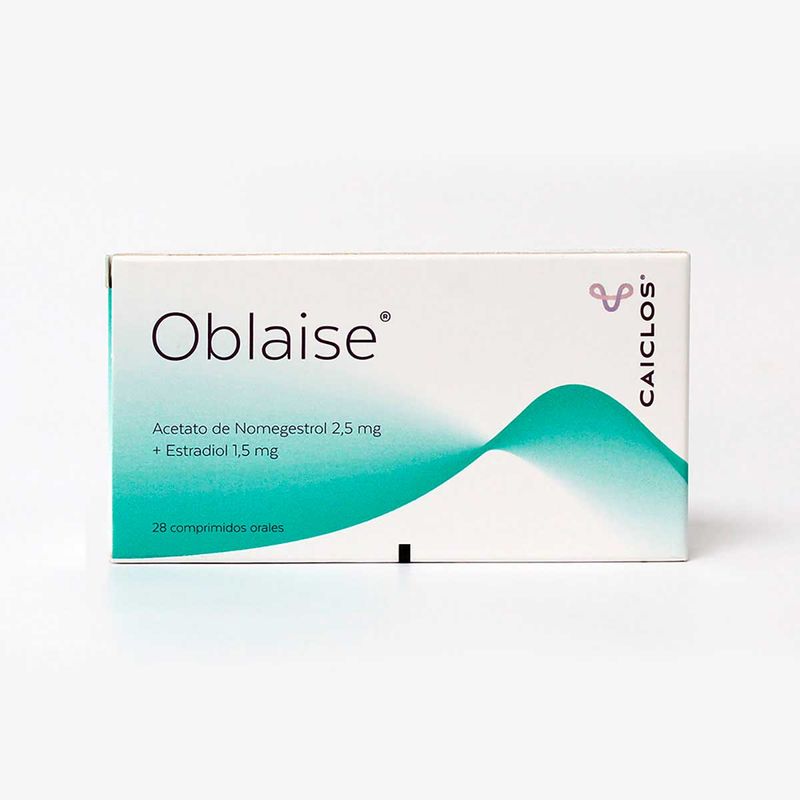 Oblaise®
Acetato de Nomegestrol 2,5 mg
+ Estradiol 1,5 mg
28 comprimidos orales
CAICLOS®